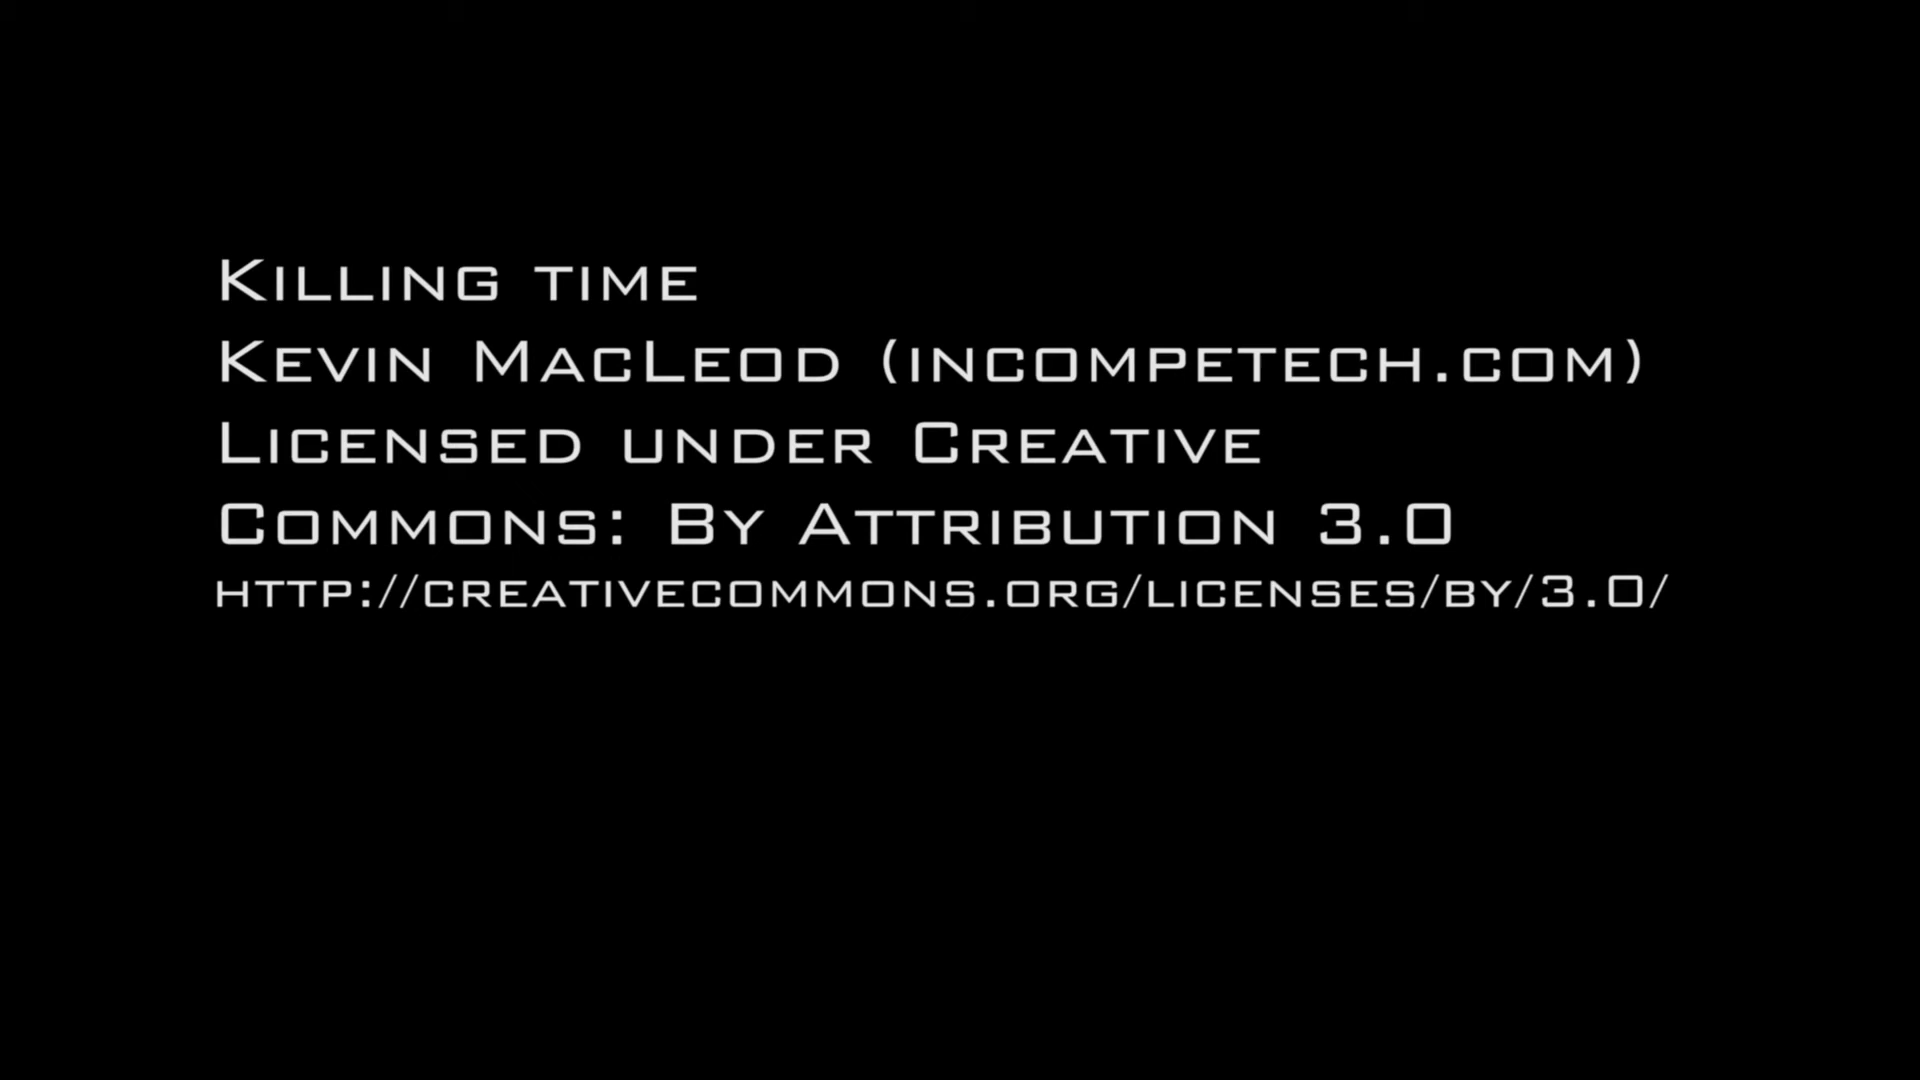 Killing time
Kevin MacLeod (incompetech.com)
Licensed under Creative
Commons: By Attribution 3.0
http://creativecommons.org/licenses/by/3.0/